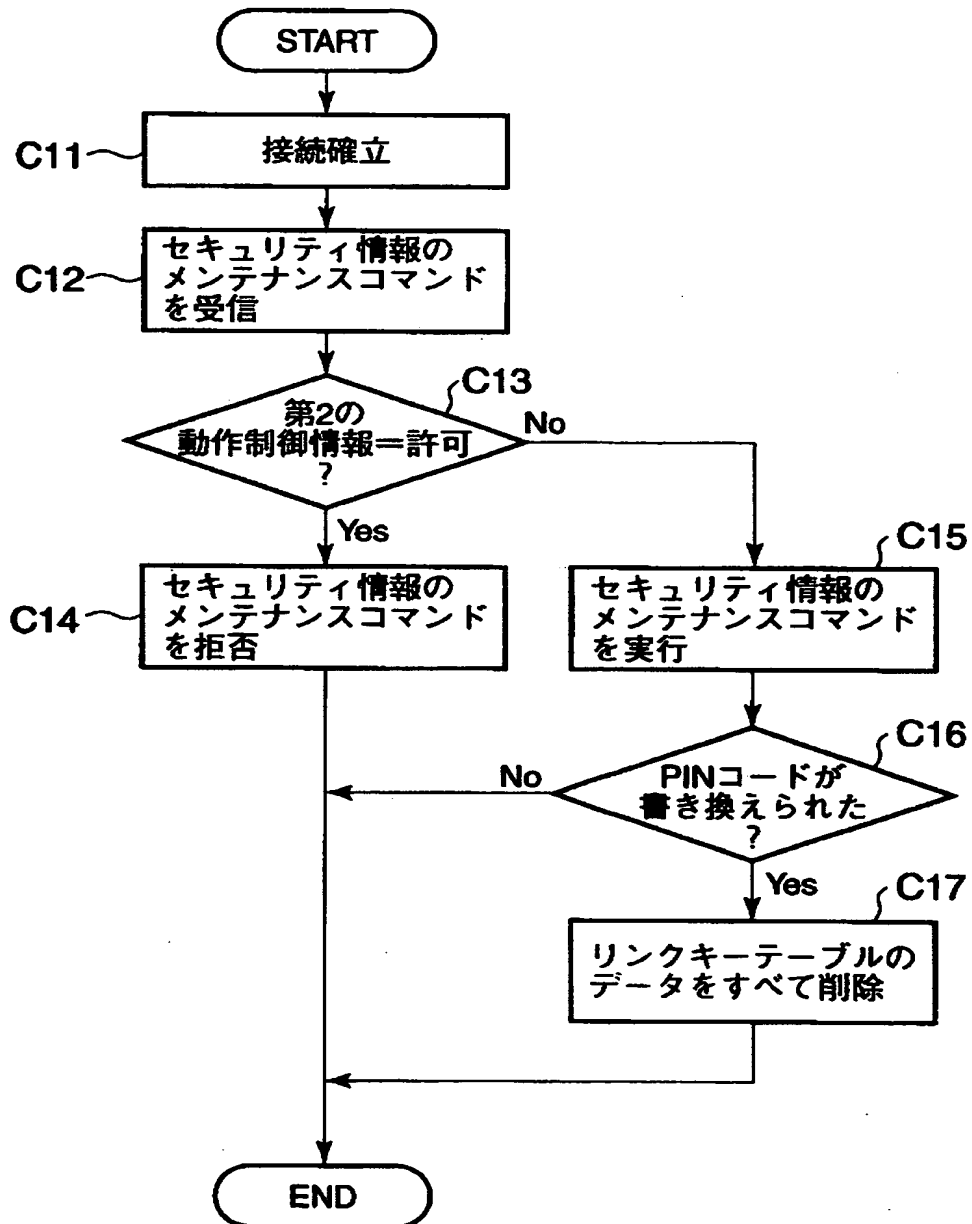 START
C11
接続確立
C12
セキュリティ情報の
メンテナンスコマンド
を受信
C13
第2の
動作制御情報=許可
?
No
Yes
C14
セキュリティ情報の
メンテナンスコマンド
を拒否
C15
セキュリティ情報の
メンテナンスコマンド
を実行
C16
PINコードが
書き換えられた
?
No
Yes
C17
リンクキーテーブルの
データをすべて削除
END